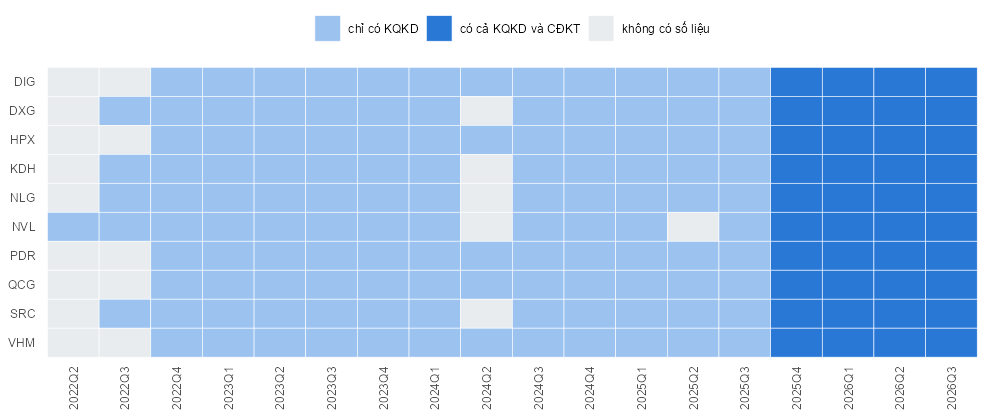 chỉ có KQKD có cả KQKD và CĐKT không có số liệu
DIG
DXG
HPX
KDH
NLG
NVL
PDR
QCG
SRC
VHM
2022Q2 2022Q3 2022Q4 2023Q1 2023Q2 2023Q3 2023Q4 2024Q1 2024Q2 2024Q3 2024Q4 2025Q1 2025Q2 2025Q3 2025Q4 2026Q1 2026Q2 2026Q3